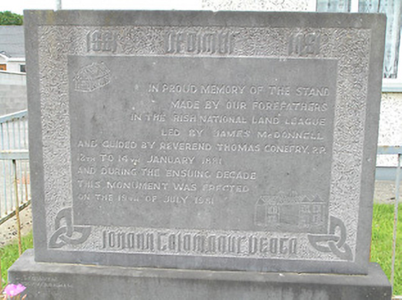 1881 DROIMOR 1981
IN PROUD MEMORY OF THE STAND
MADE BY OUR FOREFATHERS
IN THE IRISH NATIONAL LAND LEAGUE
LED BY JAMES McDONNELL
AND GUIDED BY REVEREND THOMAS CONEFRY, P.P.
12TH TO 14TH JANUARY 1881
AND DURING THE ENSUING DECADE
THIS MONUMENT WAS ERECTED
ON THE 18TH OF JULY 1981